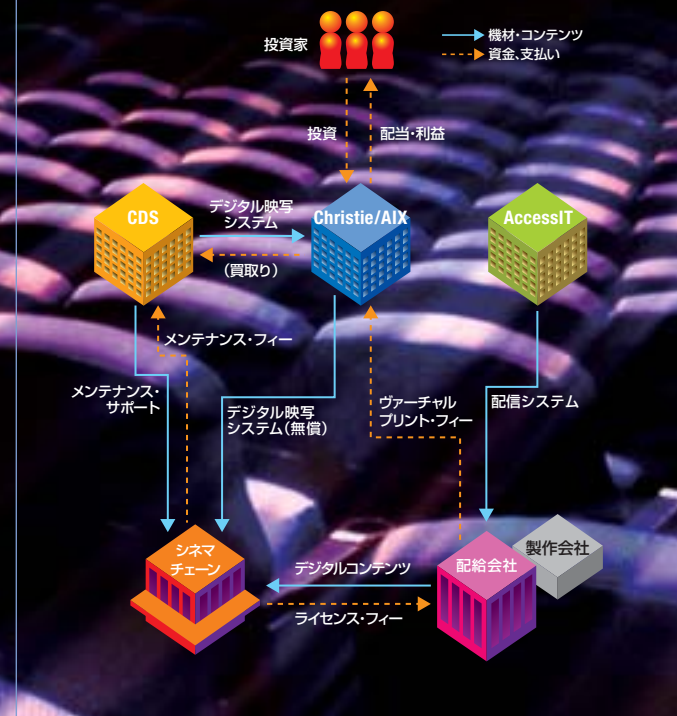 投資家
機材・コンテンツ
資金、支払い
投資
配当・利益
CDS
デジタル映写
システム
Christie/AIX
AccessIT
（買取り）
メンテナンス・フィー
メンテナンス・
サポート
デジタル映写
システム（無償）
ヴァーチャル
プリント・フィー
配信システム
シネマ
チェーン
デジタルコンテンツ
配給会社
製作会社
ライセンス・フィー